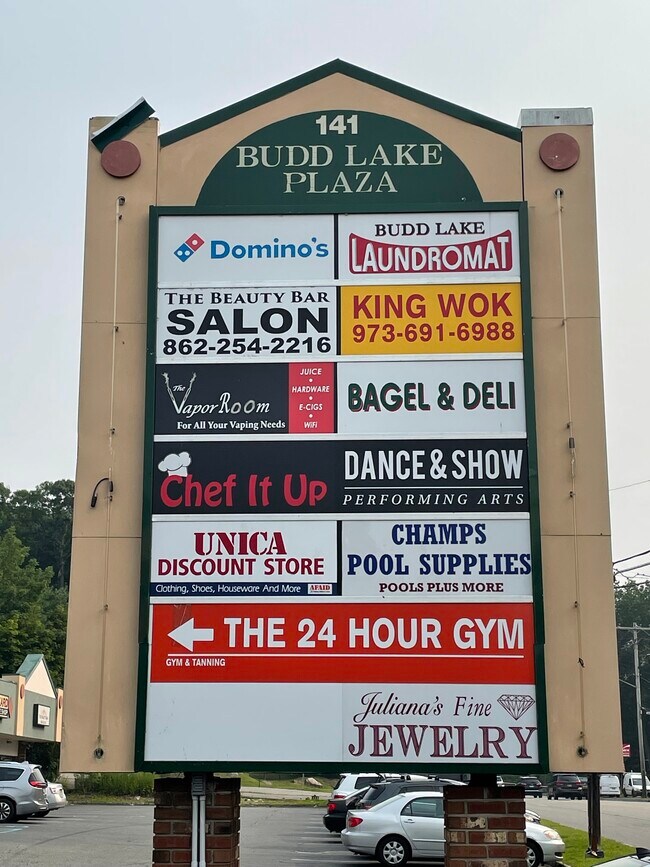 141
BUDD LAKE
PLAZA
Domino's
BUDD LAKE
LAUNDROMAT
THE BEAUTY BAR
SALON
862-254-2216
KING WOK
973-691-6988
The
Vapor Room
For All Your Vaping Needs
JUICE
•
HARDWARE
•
E-CIGS
•
WiFi
BAGEL & DELI
Chef It Up
DANCE & SHOW
PERFORMING ARTS
UNICA
DISCOUNT STORE
Clothing, Shoes, Houseware And More
CHAMPS
POOL SUPPLIES
POOLS PLUS MORE
THE 24 HOUR GYM
GYM & TANNING
Juliana's Fine
JEWELRY